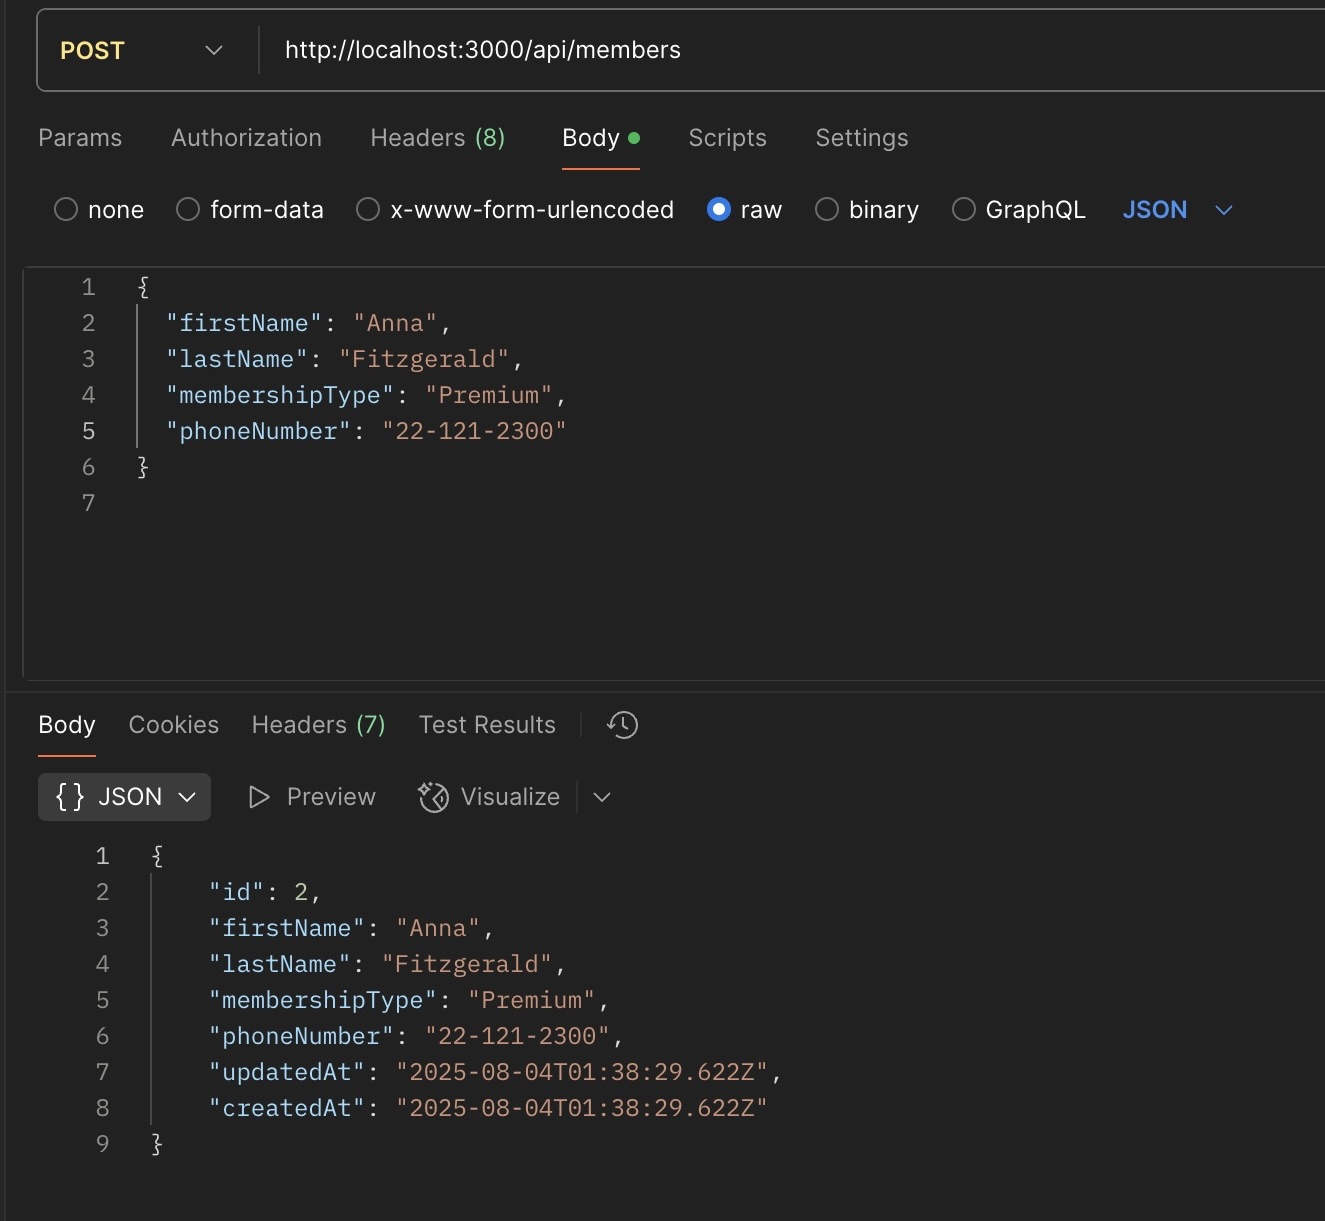 POST http://localhost:3000/api/members
Params Authorization Headers (8) Body Scripts Settings
none form-data x-www-form-urlencoded raw binary GraphQL JSON
1 {
2 "firstName": "Anna",
3 "lastName": "Fitzgerald",
4 "membershipType": "Premium",
5 "phoneNumber": "22-121-2300"
6 }
7
Body Cookies Headers (7) Test Results
{} JSON Preview Visualize
1 {
2 "id": 2,
3 "firstName": "Anna",
4 "lastName": "Fitzgerald",
5 "membershipType": "Premium",
6 "phoneNumber": "22-121-2300",
7 "updatedAt": "2025-08-04T01:38:29.622Z",
8 "createdAt": "2025-08-04T01:38:29.622Z"
9 }